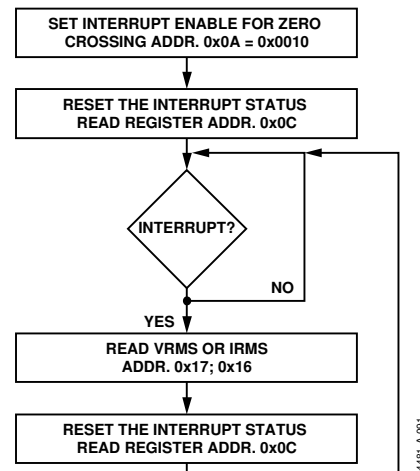 SET INTERRUPT ENABLE FOR ZERO
CROSSING ADDR. 0x0A = 0x0010
RESET THE INTERRUPT STATUS
READ REGISTER ADDR. 0x0C
INTERRUPT?
NO
YES
READ VRMS OR IRMS
ADDR. 0x17; 0x16
RESET THE INTERRUPT STATUS
READ REGISTER ADDR. 0x0C